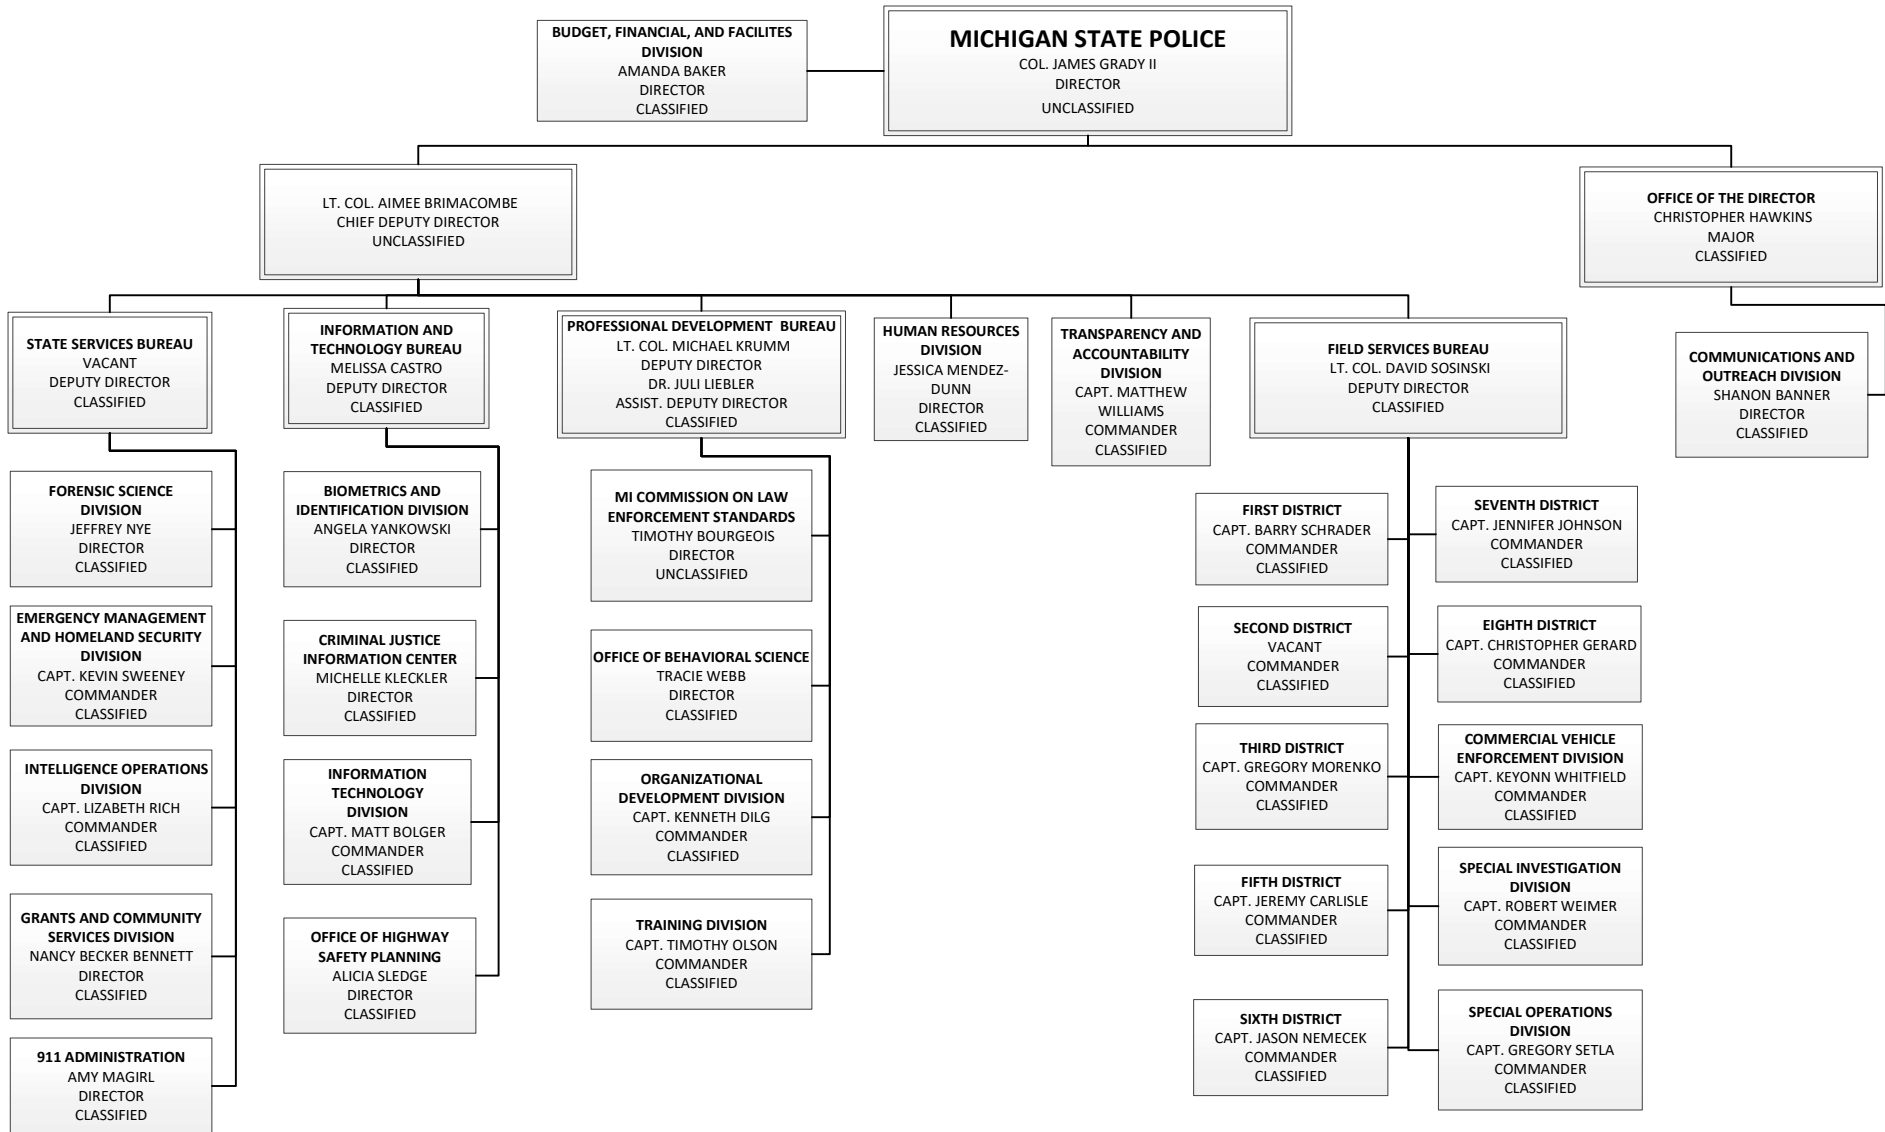 BUDGET, FINANCIAL, AND FACILITES
DIVISION
AMANDA BAKER
DIRECTOR
CLASSIFIED
MICHIGAN STATE POLICE
COL. JAMES GRADY II
DIRECTOR
UNCLASSIFIED
LT. COL. AIMEE BRIMACOMBE
CHIEF DEPUTY DIRECTOR
UNCLASSIFIED
OFFICE OF THE DIRECTOR
CHRISTOPHER HAWKINS
MAJOR
CLASSIFIED
STATE SERVICES BUREAU
VACANT
DEPUTY DIRECTOR
CLASSIFIED
INFORMATION AND
TECHNOLOGY BUREAU
MELISSA CASTRO
DEPUTY DIRECTOR
CLASSIFIED
PROFESSIONAL DEVELOPMENT BUREAU
LT. COL. MICHAEL KRUMM
DEPUTY DIRECTOR
DR. JULI LIEBLER
ASSIST. DEPUTY DIRECTOR
CLASSIFIED
HUMAN RESOURCES
DIVISION
JESSICA MENDEZ-
DUNN
DIRECTOR
CLASSIFIED
TRANSPARENCY AND
ACCOUNTABILITY
DIVISION
CAPT. MATTHEW
WILLIAMS
COMMANDER
CLASSIFIED
FIELD SERVICES BUREAU
LT. COL. DAVID SOSINSKI
DEPUTY DIRECTOR
CLASSIFIED
COMMUNICATIONS AND
OUTREACH DIVISION
SHANON BANNER
DIRECTOR
CLASSIFIED
FORENSIC SCIENCE
DIVISION
JEFFREY NYE
DIRECTOR
CLASSIFIED
EMERGENCY MANAGEMENT
AND HOMELAND SECURITY
DIVISION
CAPT. KEVIN SWEENEY
COMMANDER
CLASSIFIED
INTELLIGENCE OPERATIONS
DIVISION
CAPT. LIZABETH RICH
COMMANDER
CLASSIFIED
GRANTS AND COMMUNITY
SERVICES DIVISION
NANCY BECKER BENNETT
DIRECTOR
CLASSIFIED
911 ADMINISTRATION
AMY MAGIRL
DIRECTOR
CLASSIFIED
BIOMETRICS AND
IDENTIFICATION DIVISION
ANGELA YANKOWSKI
DIRECTOR
CLASSIFIED
CRIMINAL JUSTICE
INFORMATION CENTER
MICHELLE KLECKLER
DIRECTOR
CLASSIFIED
INFORMATION
TECHNOLOGY
DIVISION
CAPT. MATT BOLGER
COMMANDER
CLASSIFIED
OFFICE OF HIGHWAY
SAFETY PLANNING
ALICIA SLEDGE
DIRECTOR
CLASSIFIED
MI COMMISSION ON LAW
ENFORCEMENT STANDARDS
TIMOTHY BOURGEOIS
DIRECTOR
UNCLASSIFIED
OFFICE OF BEHAVIORAL SCIENCE
TRACIE WEBB
DIRECTOR
CLASSIFIED
ORGANIZATIONAL
DEVELOPMENT DIVISION
CAPT. KENNETH DILG
COMMANDER
CLASSIFIED
TRAINING DIVISION
CAPT. TIMOTHY OLSON
COMMANDER
CLASSIFIED
FIRST DISTRICT
CAPT. BARRY SCHRADER
COMMANDER
CLASSIFIED
SECOND DISTRICT
VACANT
COMMANDER
CLASSIFIED
THIRD DISTRICT
CAPT. GREGORY MORENKO
COMMANDER
CLASSIFIED
FIFTH DISTRICT
CAPT. JEREMY CARLISLE
COMMANDER
CLASSIFIED
SIXTH DISTRICT
CAPT. JASON NEMECEK
COMMANDER
CLASSIFIED
SEVENTH DISTRICT
CAPT. JENNIFER JOHNSON
COMMANDER
CLASSIFIED
EIGHTH DISTRICT
CAPT. CHRISTOPHER GERARD
COMMANDER
CLASSIFIED
COMMERCIAL VEHICLE
ENFORCEMENT DIVISION
CAPT. KEYONN WHITFIELD
COMMANDER
CLASSIFIED
SPECIAL INVESTIGATION
DIVISION
CAPT. ROBERT WEIMER
COMMANDER
CLASSIFIED
SPECIAL OPERATIONS
DIVISION
CAPT. GREGORY SETLA
COMMANDER
CLASSIFIED